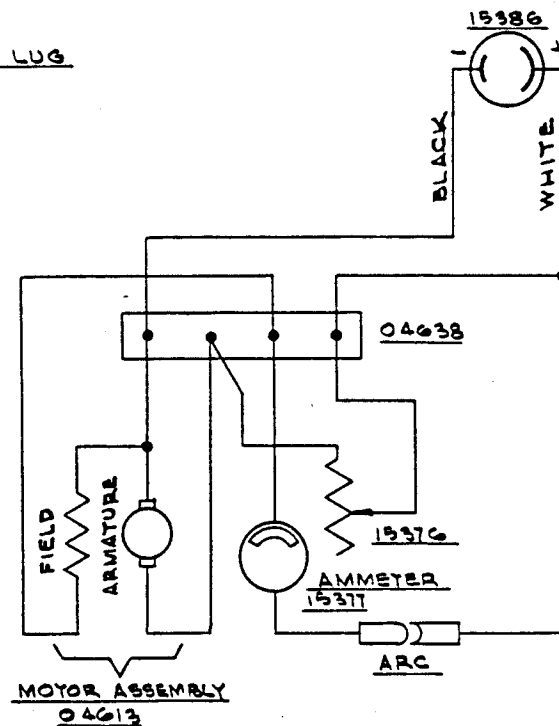 LUG
15386
-
BLACK
WHITE
04638
FIELD
ARMATURE
15376
AMMETER
15377
ARC
MOTOR ASSEMBLY
04613